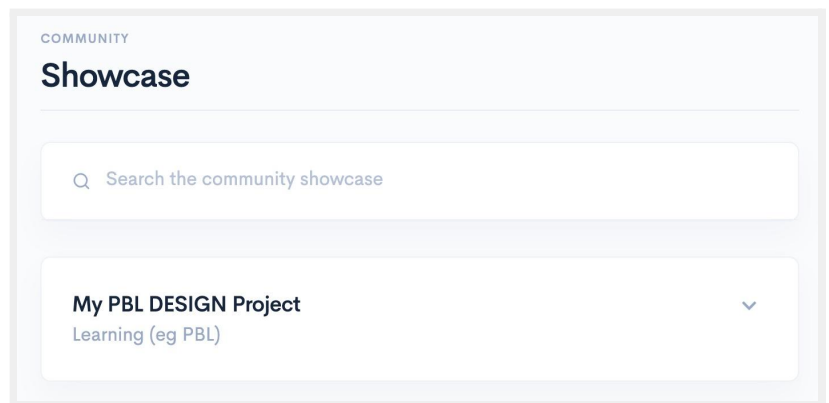 COMMUNITY
Showcase
Search the community showcase
My PBL DESIGN Project
Learning (eg PBL)